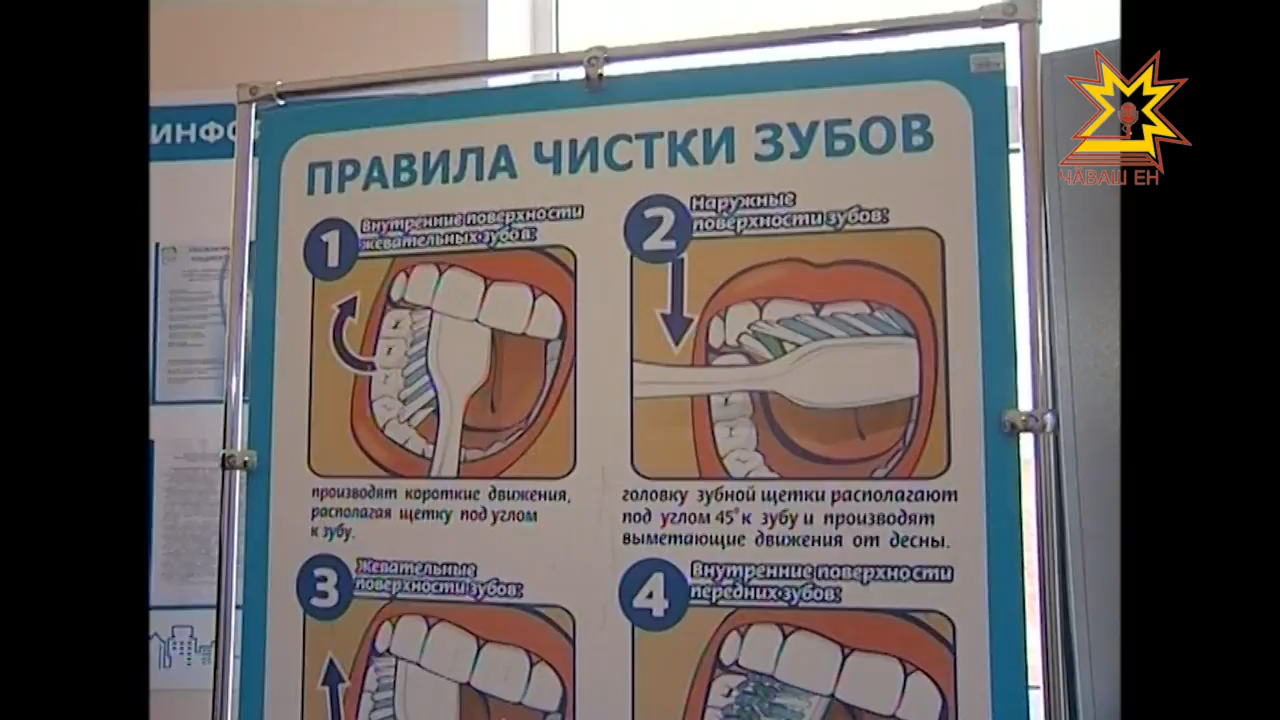 ИНФО
ПРАВИЛА ЧИСТКИ ЗУБОВ
ЧӐВАШ ЕН
1
Внутренние поверхности
жевательных зубов:
производят короткие движения,
располагая щетку под углом
к зубу.
2
Наружные
поверхности зубов:
головку зубной щетки располагают
под углом 45° к зубу и производят
выметающие движения от десны.
3
Жевательные
поверхности зубов:
4
Внутренние поверхности
передних зубов: